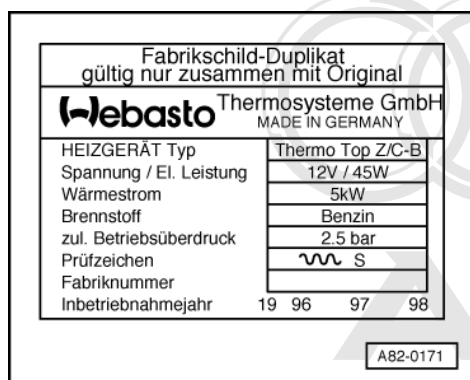 Fabrikschild-Duplikat
gültig nur zusammen mit Original
Webasto Thermosysteme GmbH
MADE IN GERMANY
HEIZGERÄT Typ Thermo Top Z/C-B
Spannung / El. Leistung 12V / 45W
Wärmestrom 5kW
Brennstoff Benzin
zul. Betriebsüberdruck 2.5 bar
Prüfzeichen S
Fabriknummer
Inbetriebnahmejahr 19 96 97 98
A82-0171